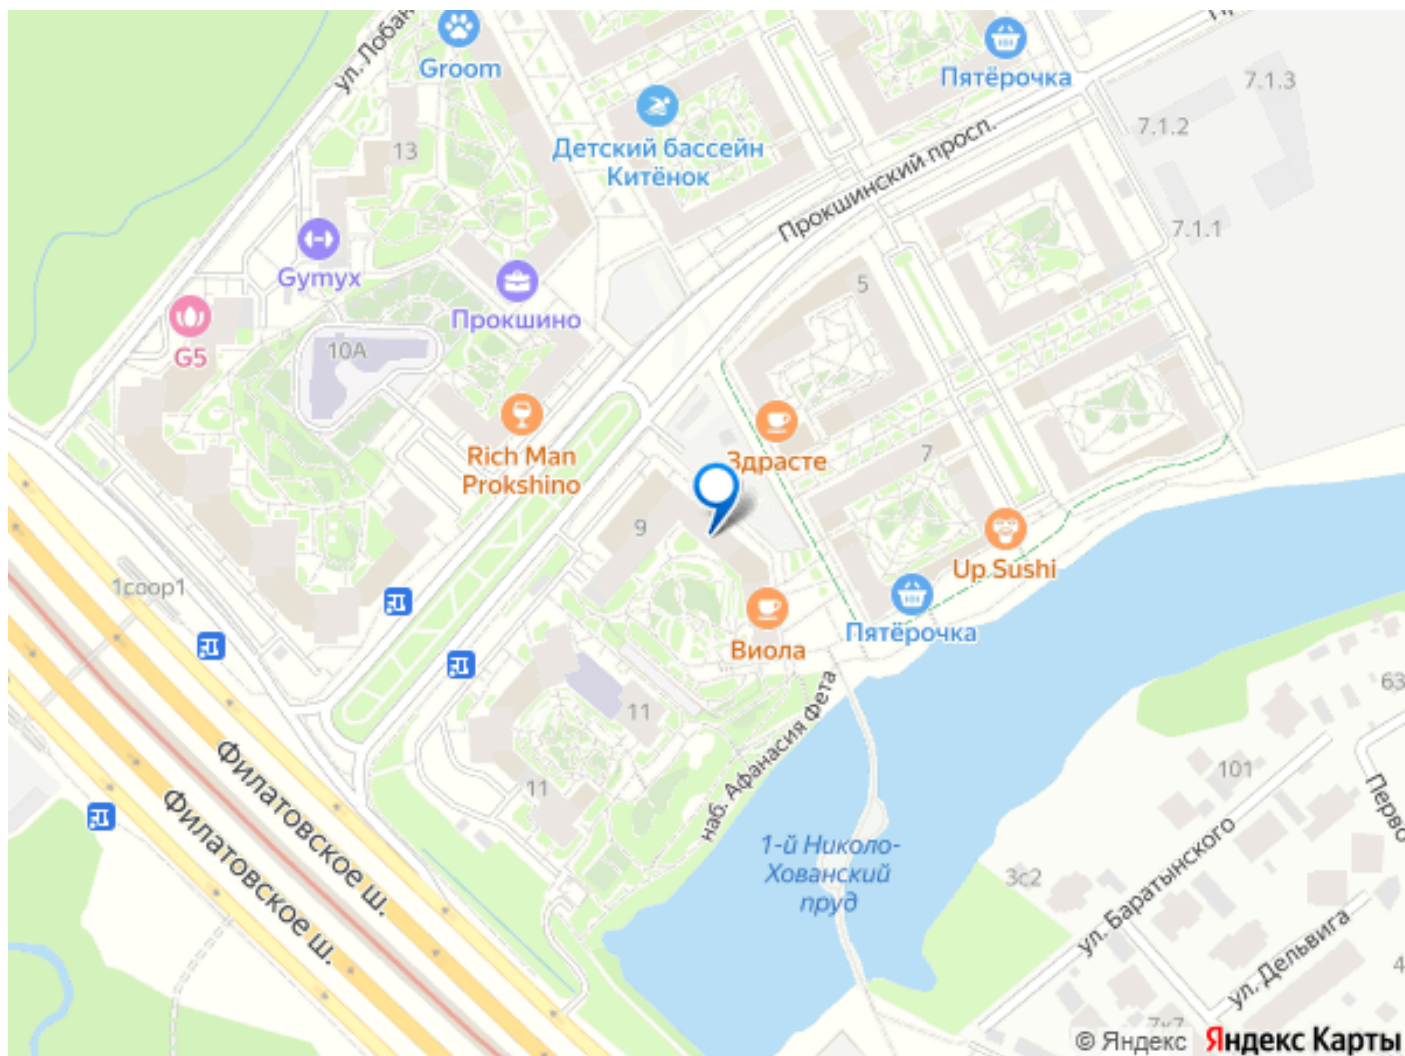 ул. Лобан
Groom
Пятёрочка
7.1.3
7.1.2
Детский бассейн
Китёнок
13
Прокшинский просп.
7.1.1
Gymyx
Прокшино
5
G5
10А
Rich Man
Prokshino
Здрасте
7
9
Up Sushi
1соор1
Виола
Пятёрочка
наб. Афанасия Фета
63
11
11
101
Филатовское ш.
Филатовское ш.
Перво
1-й Николо-
Хованский
пруд
3с2
ул. Баратынского
ул. Дельвига
4
7к7
© Яндекс Яндекс Карты